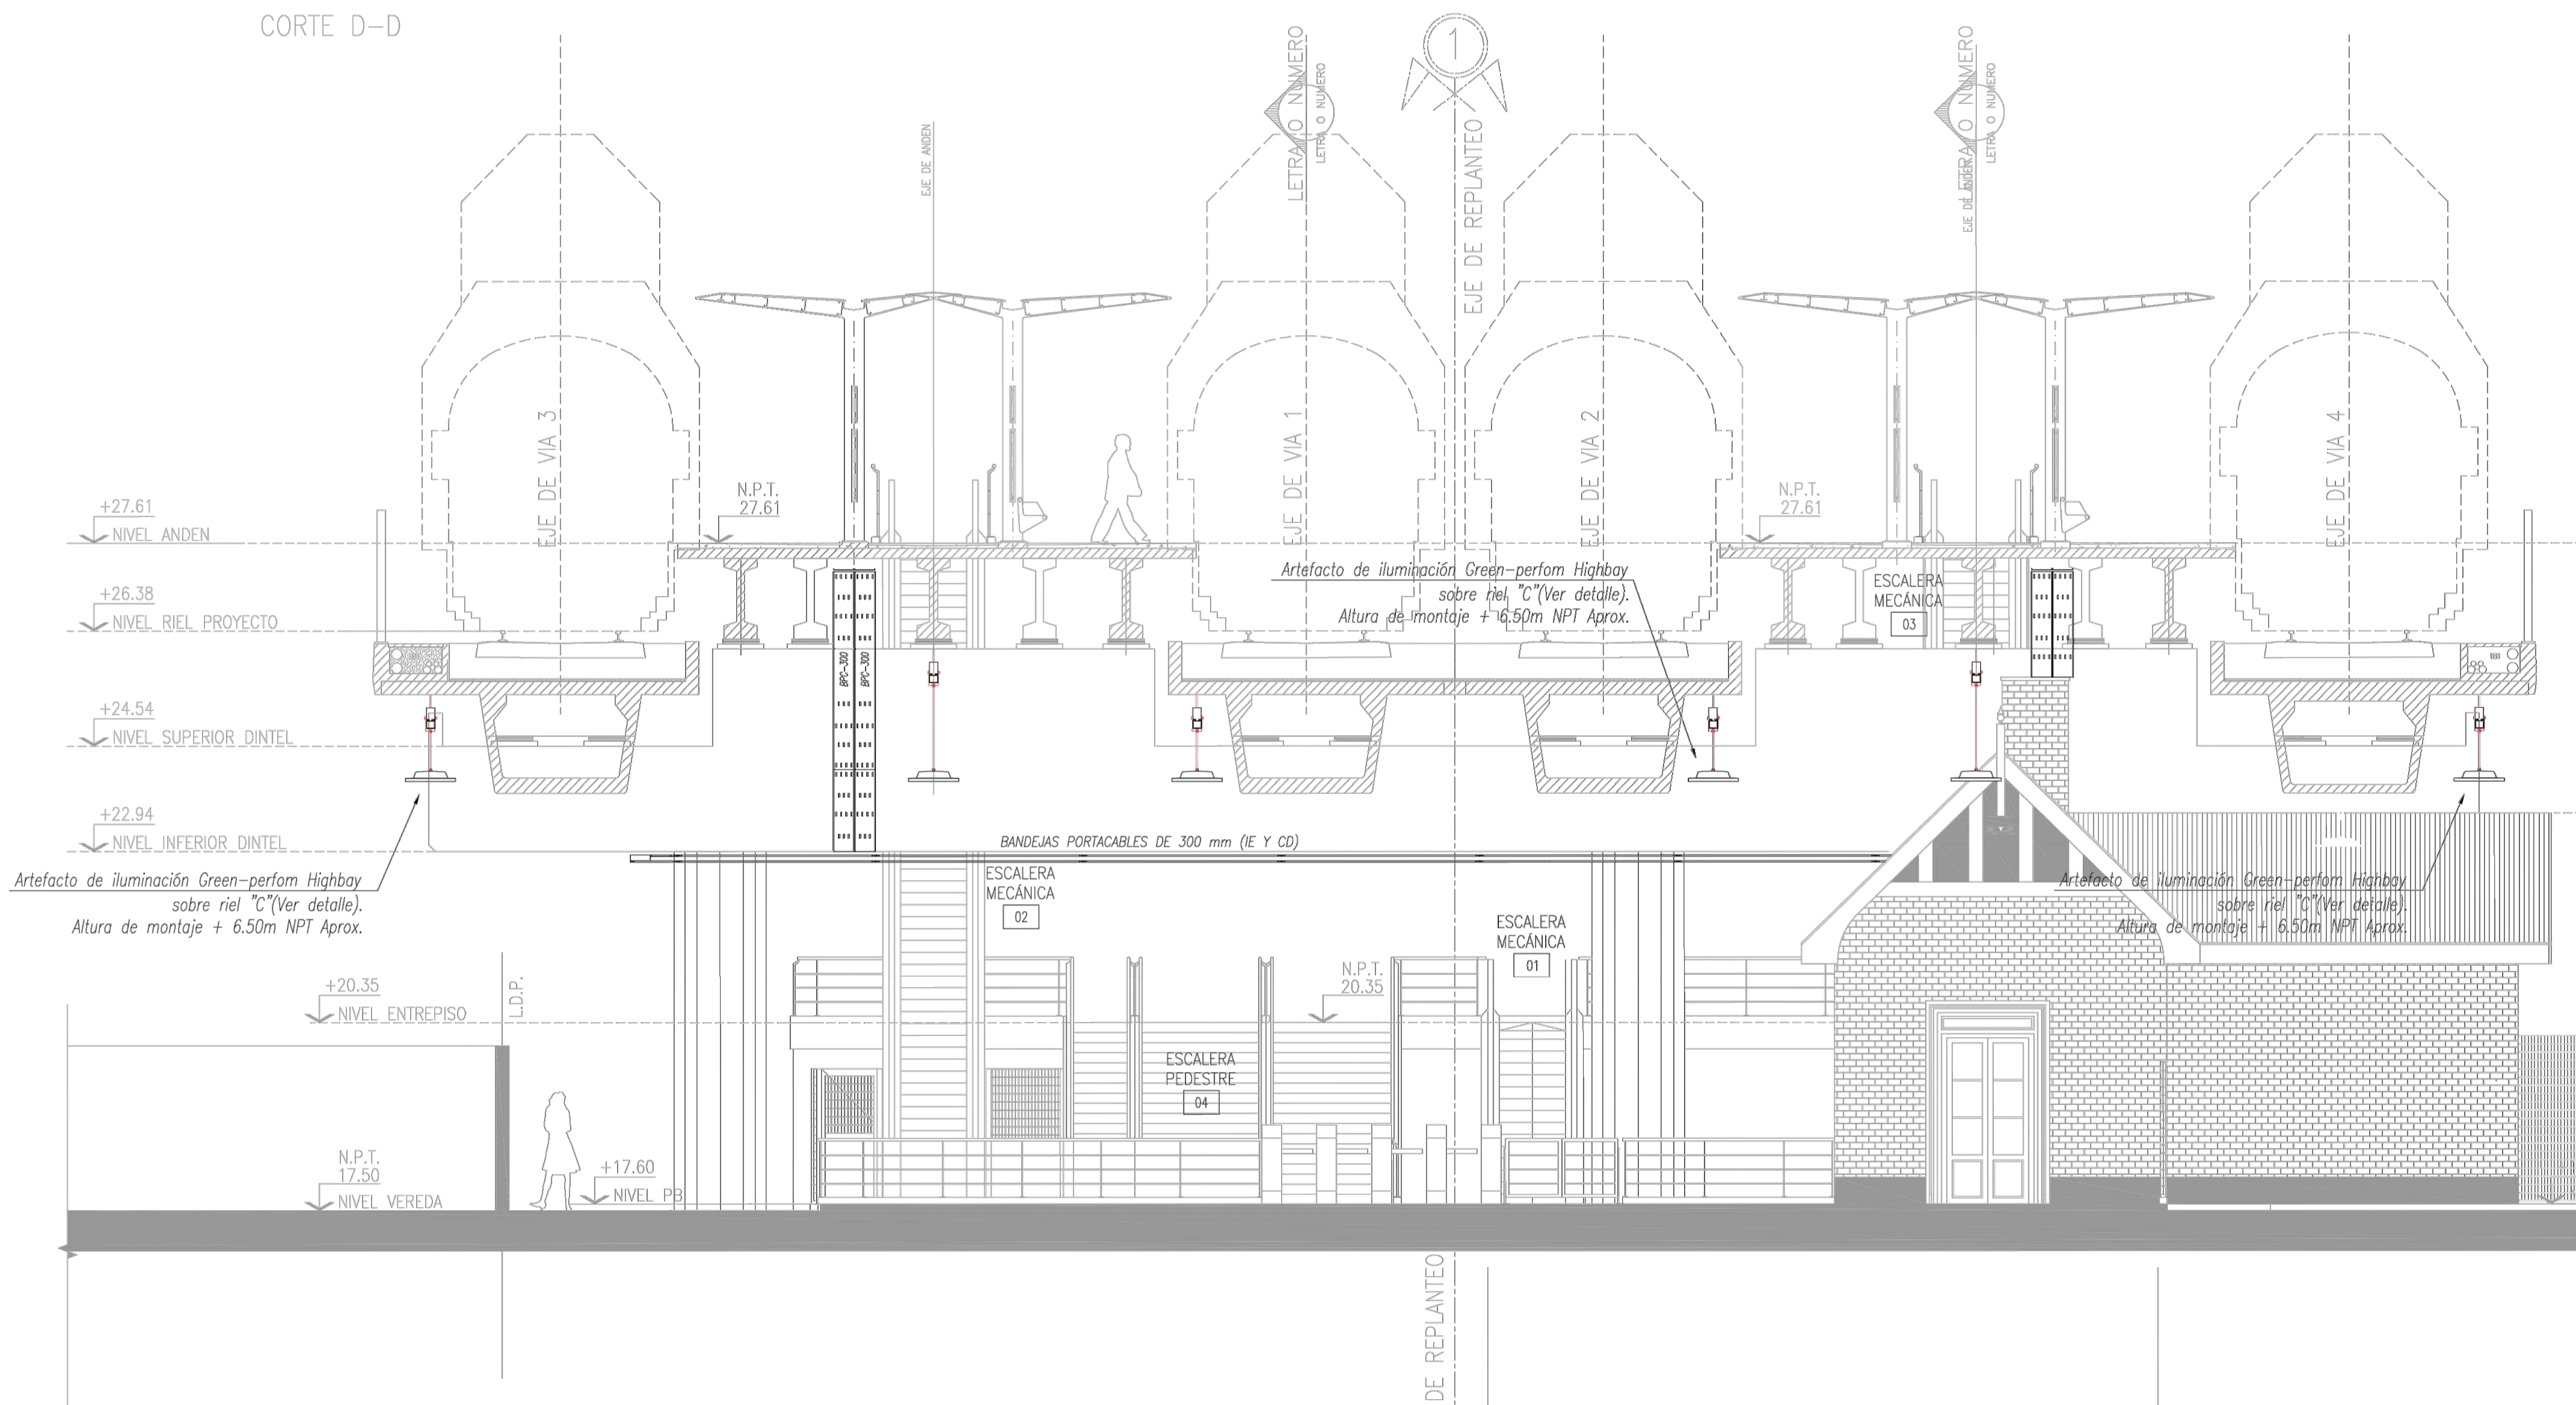 CORTE D-D
1
LETRA O NUMERO
LETRA O NUMERO
LETRA O NUMERO
LETRA O NUMERO
EJE DE ANDEN
EJE DE REPLANTEO
EJE DE ANDEN
EJE DE VIA 3
EJE DE VIA 1
EJE DE VIA 2
EJE DE VIA 4
+27.61
NIVEL ANDEN
N.P.T.
27.61
N.P.T.
27.61
+26.38
NIVEL RIEL PROYECTO
Artefacto de iluminación Green-perfom Highbay
sobre riel "C"(Ver detalle).
Altura de montaje + 6.50m NPT Aprox.
ESCALERA
MECÁNICA
03
BPC-300
BPC-300
+24.54
NIVEL SUPERIOR DINTEL
+22.94
NIVEL INFERIOR DINTEL
BANDEJAS PORTACABLES DE 300 mm (IE Y CD)
Artefacto de iluminación Green-perfom Highbay
sobre riel "C"(Ver detalle).
Altura de montaje + 6.50m NPT Aprox.
ESCALERA
MECÁNICA
02
ESCALERA
MECÁNICA
01
Artefacto de iluminación Green-perfom Highbay
sobre riel "C"(Ver detalle).
Altura de montaje + 6.50m NPT Aprox.
+20.35
NIVEL ENTREPISO
L.D.P.
N.P.T.
20.35
ESCALERA
PEDESTRE
04
N.P.T.
17.50
NIVEL VEREDA
+17.60
NIVEL PB
DE REPLANTEO